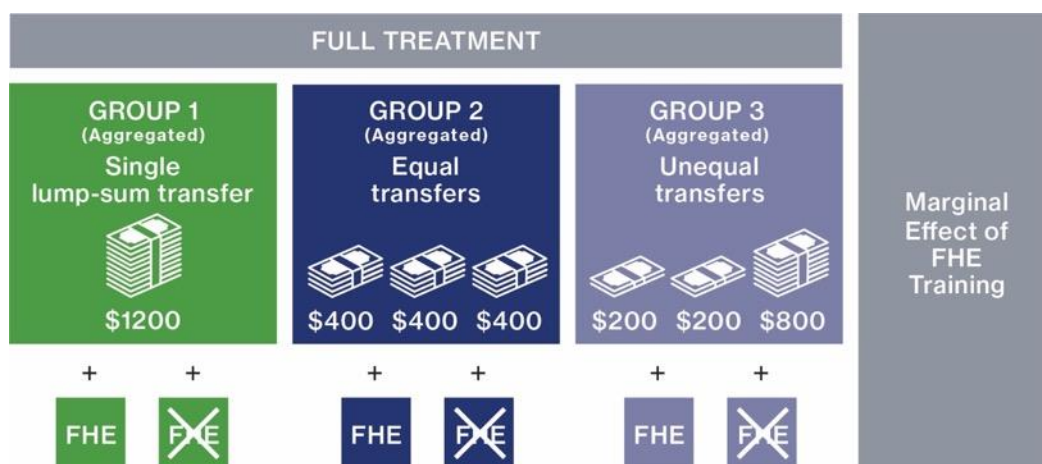 FULL TREATMENT
GROUP 1
(Aggregated)
Single
lump-sum transfer
$1200
+ +
FHE FHE
GROUP 2
(Aggregated)
Equal
transfers
$400 $400 $400
+ +
FHE FHE
GROUP 3
(Aggregated)
Unequal
transfers
$200 $200 $800
+ +
FHE FHE
Marginal
Effect of
FHE
Training